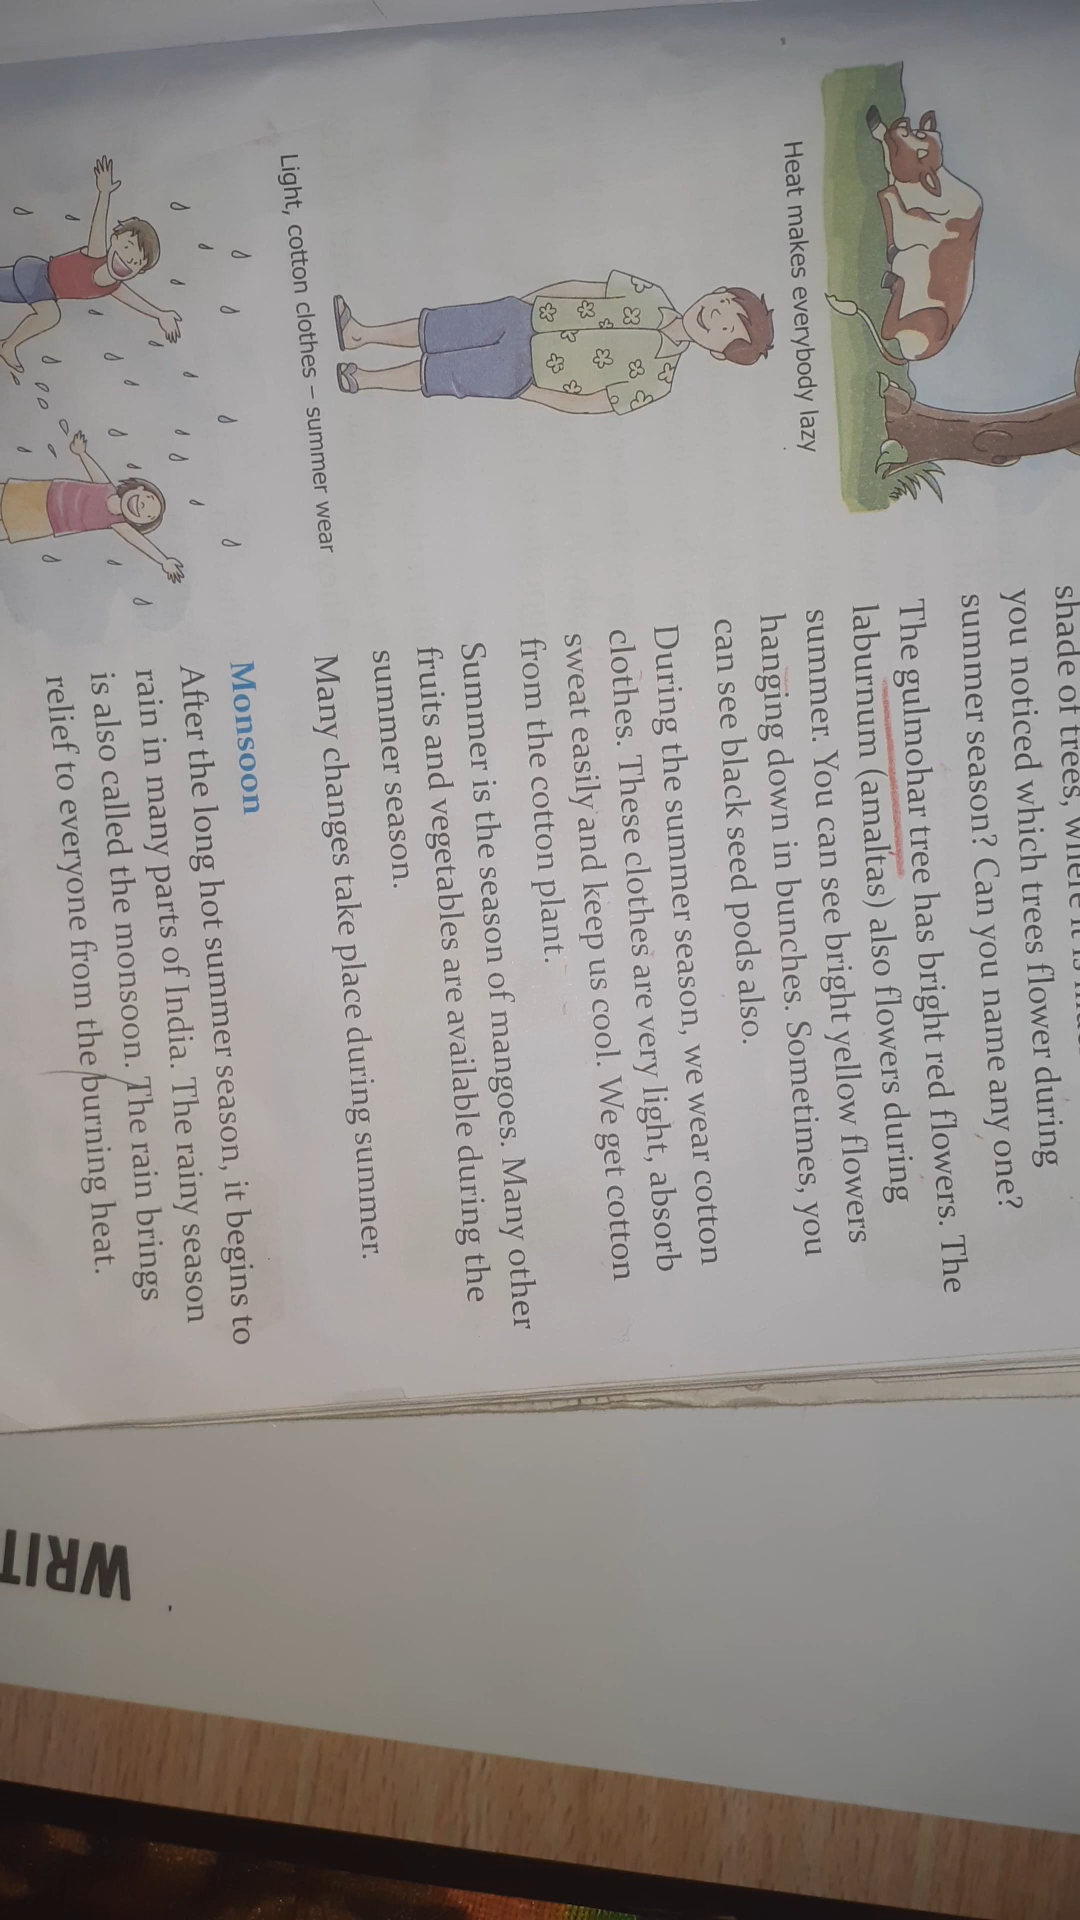 shade of trees, where it is
you noticed which trees flower during
summer season? Can you name any one?
The gulmohar tree has bright red flowers. The
laburnum (amaltas) also flowers during
summer. You can see bright yellow flowers
hanging down in bunches. Sometimes, you
can see black seed pods also.
Heat makes everybody lazy
During the summer season, we wear cotton
clothes. These clothes are very light, absorb
sweat easily and keep us cool. We get cotton
from the cotton plant.
Summer is the season of mangoes. Many other
fruits and vegetables are available during the
summer season.
Many changes take place during summer.
Light, cotton clothes – summer wear
Monsoon
After the long hot summer season, it begins to
rain in many parts of India. The rainy season
is also called the monsoon. The rain brings
relief to everyone from the burning heat.
WRIT